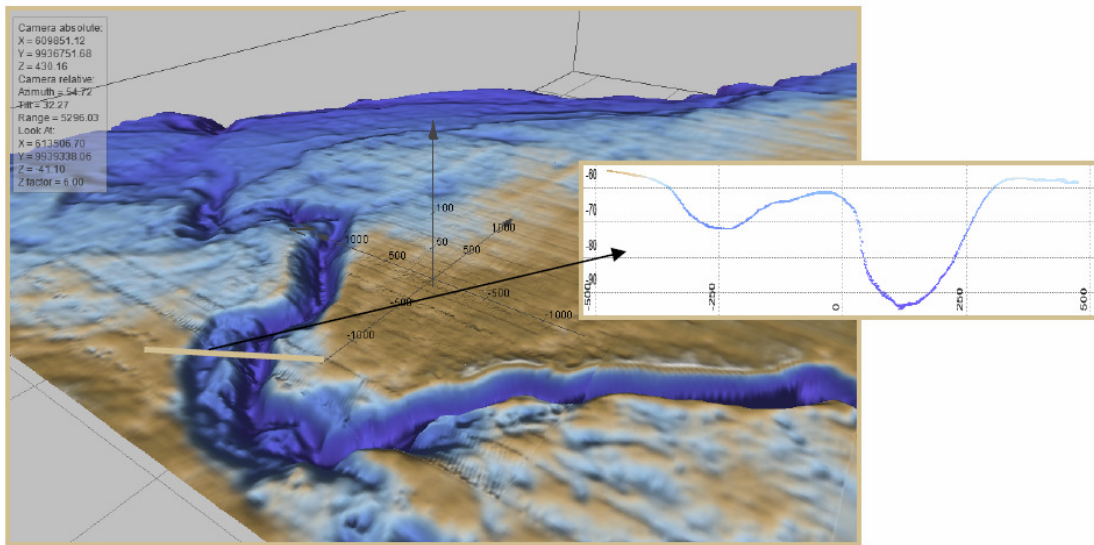 Camera absolute:
X = 609851.12
Y = 9936751.68
Z = 430.16
Camera relative:
Azimuth = 54.72
Tilt = 32.27
Range = 5296.03
Look At:
X = 613506.70
Y = 9939338.06
Z = -41.10
Z factor = 6.00
100
50
1000
500
1000
500
-500
-1000
-500
-1000
-60
-70
-80
-90
-500
-250
0
250
500